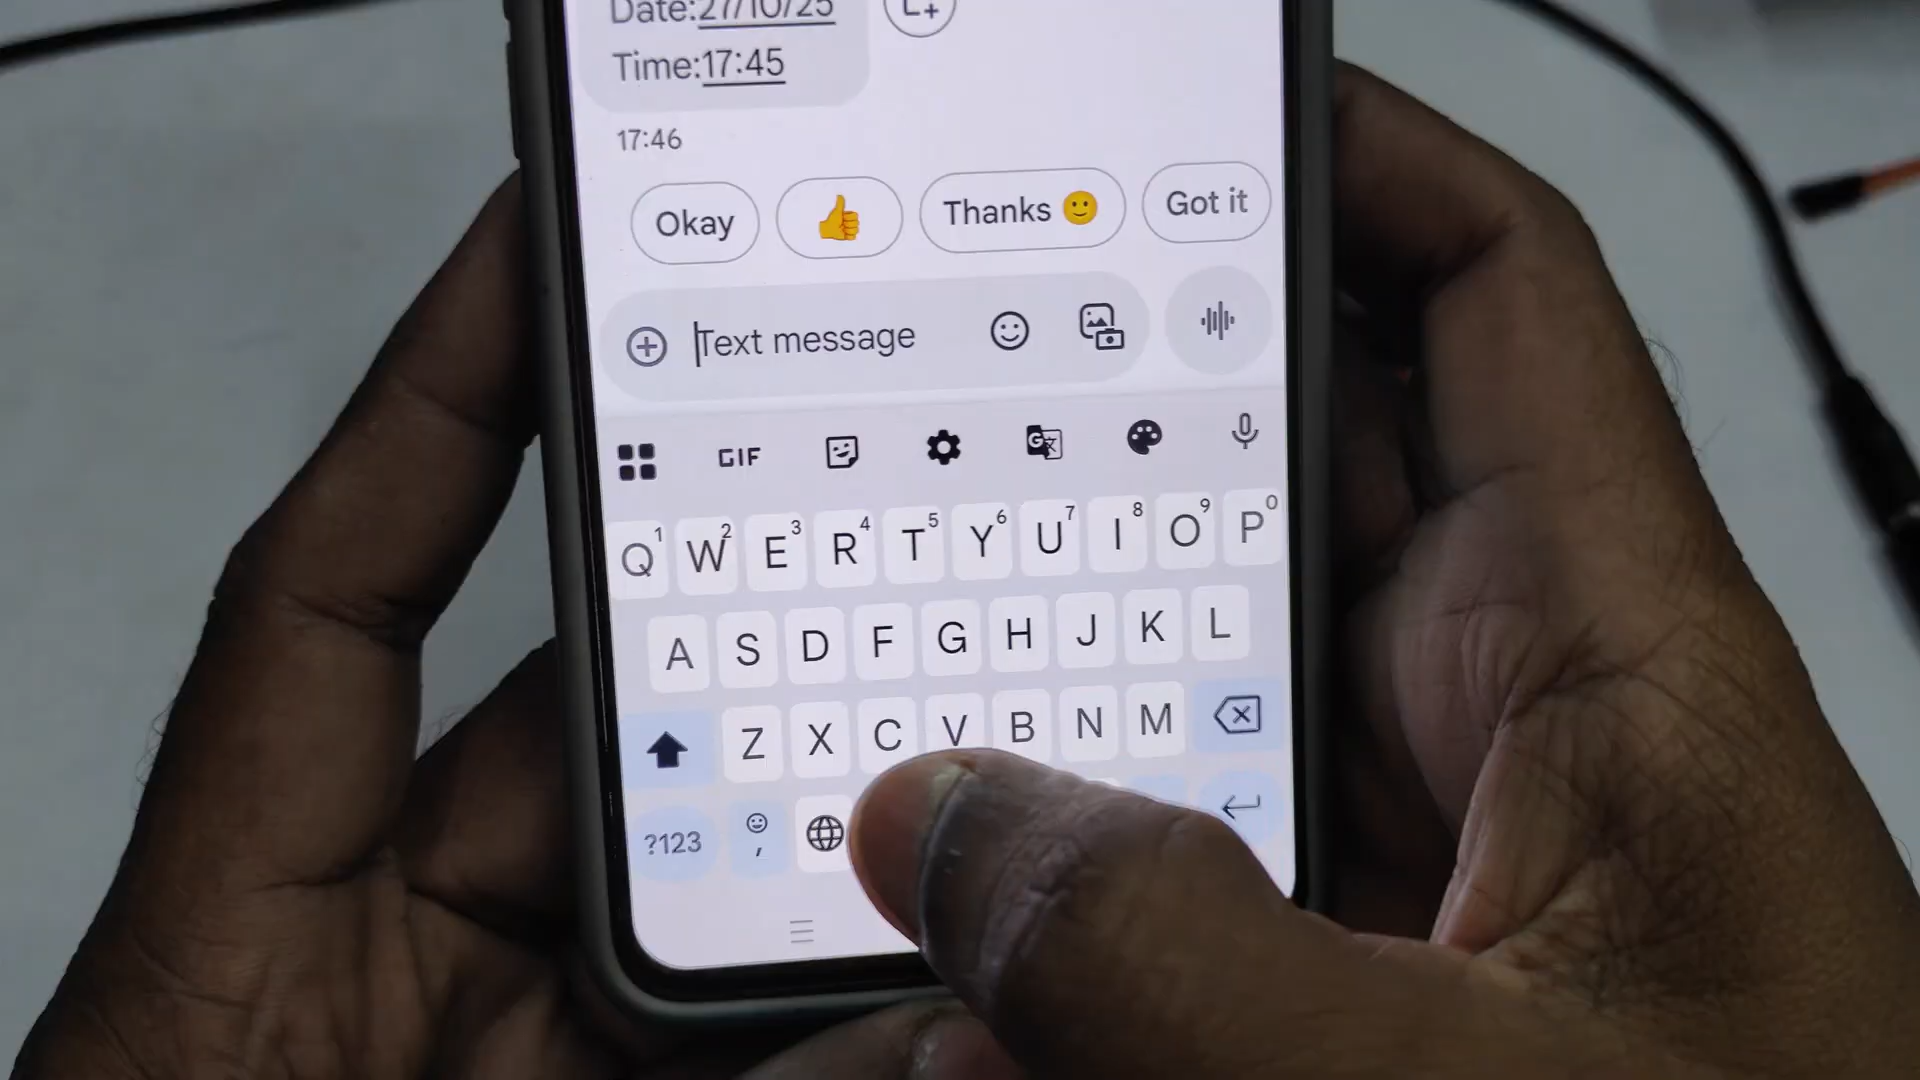 Date:27/10/25
Time:17:45
17:46
Okay 👍 Thanks 🙂 Got it
Text message
GIF
Q1 W2 E3 R4 T5 Y6 U7 I8 O9 P0
A S D F G H J K L
Z X C V B N M
?123 ,